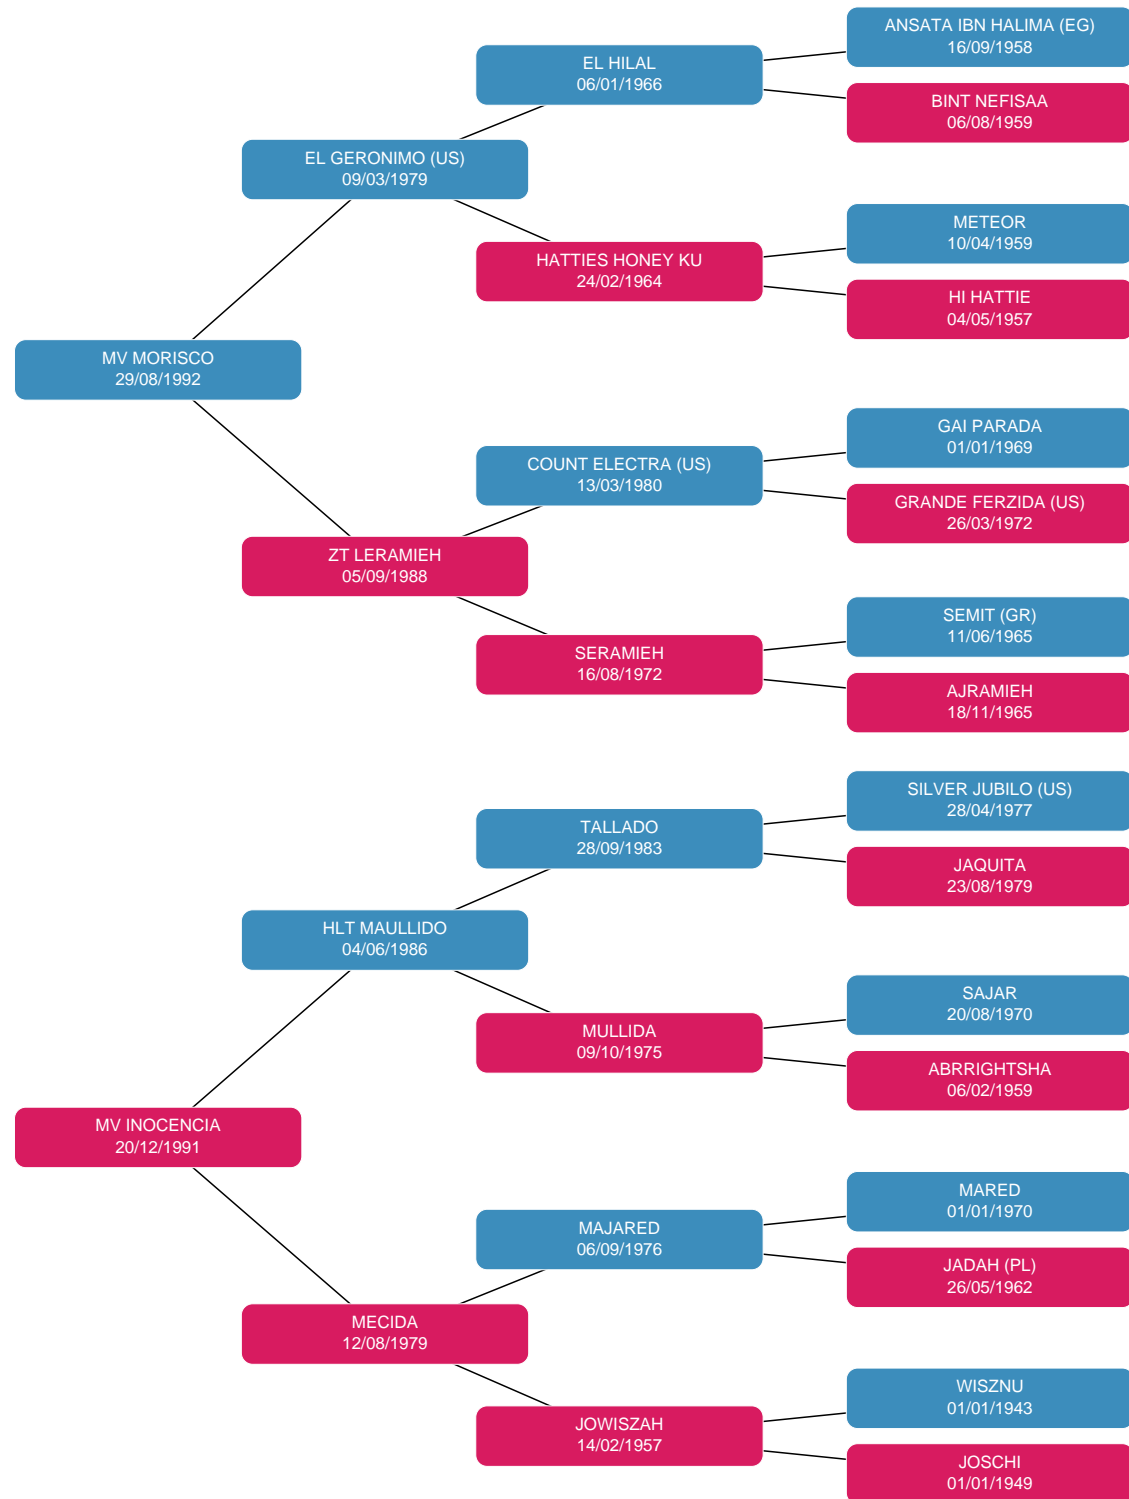 ANSATA IBN HALIMA (EG)
16/09/1958
EL HILAL
06/01/1966
BINT NEFISAA
06/08/1959
EL GERONIMO (US)
09/03/1979
METEOR
10/04/1959
HATTIES HONEY KU
24/02/1964
HI HATTIE
04/05/1957
MV MORISCO
29/08/1992
GAI PARADA
01/01/1969
COUNT ELECTRA (US)
13/03/1980
GRANDE FERZIDA (US)
26/03/1972
ZT LERAMIEH
05/09/1988
SEMIT (GR)
11/06/1965
SERAMIEH
16/08/1972
AJRAMIEH
18/11/1965
SILVER JUBILO (US)
28/04/1977
TALLADO
28/09/1983
JAQUITA
23/08/1979
HLT MAULLIDO
04/06/1986
SAJAR
20/08/1970
MULLIDA
09/10/1975
ABRRIGHTSHA
06/02/1959
MV INOCENCIA
20/12/1991
MARED
01/01/1970
MAJARED
06/09/1976
JADAH (PL)
26/05/1962
MECIDA
12/08/1979
WISZNU
01/01/1943
JOWISZAH
14/02/1957
JOSCHI
01/01/1949